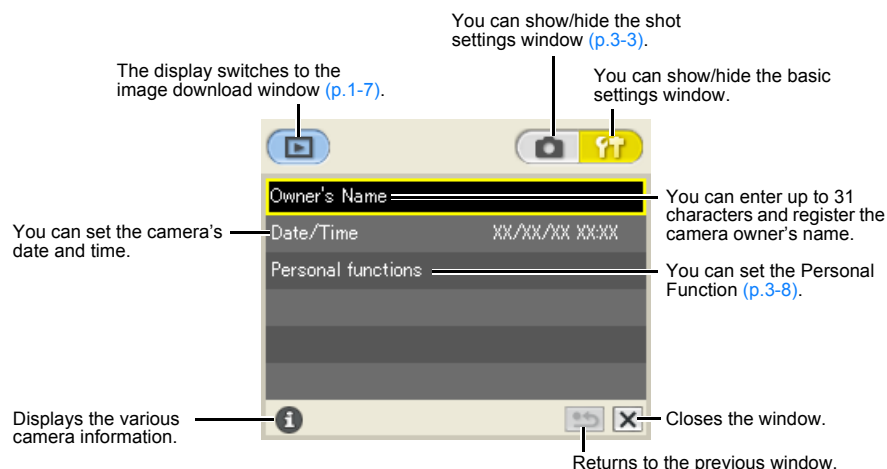 You can show/hide the shot
settings window (p.3-3).
The display switches to the
image download window (p.1-7).
You can show/hide the basic
settings window.
Owner's Name
You can enter up to 31
characters and register the
camera owner's name.
You can set the camera's
date and time.
Date/Time XX/XX/XX XX:XX
Personal functions
You can set the Personal
Function (p.3-8).
Displays the various
camera information.
Closes the window.
Returns to the previous window.